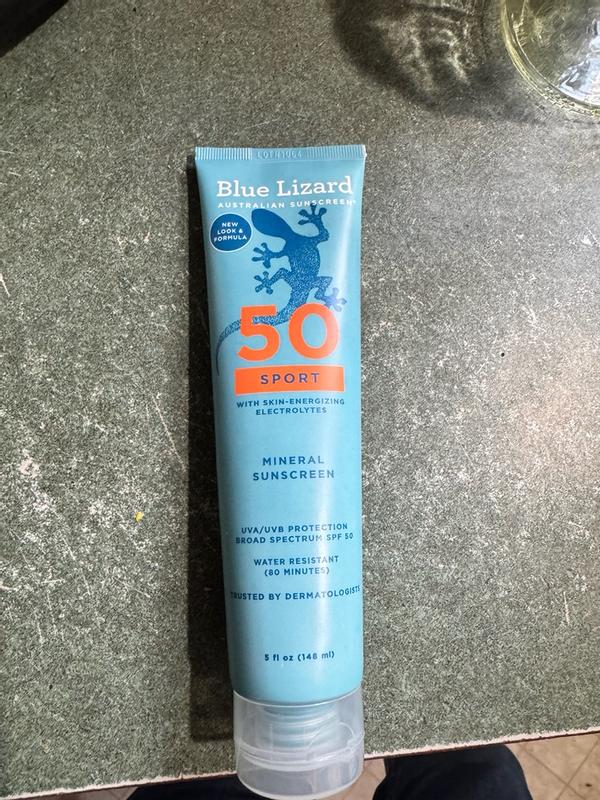 Blue Lizard
AUSTRALIAN SUNSCREEN®
NEW
LOOK &
FORMULA
50
SPORT
WITH SKIN-ENERGIZING
ELECTROLYTES
MINERAL
SUNSCREEN
UVA/UVB PROTECTION
BROAD SPECTRUM SPF 50
WATER RESISTANT
(80 MINUTES)
TRUSTED BY DERMATOLOGISTS
5 fl oz (148 ml)